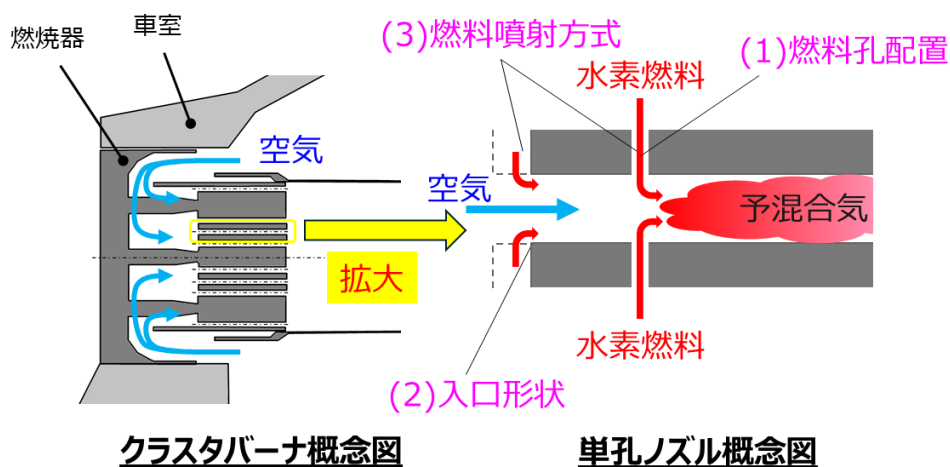 燃焼器
車室
空気
拡大
クラスタバーナ概念図
(3)燃料噴射方式
(1)燃料孔配置
水素燃料
空気
予混合気
水素燃料
(2)入口形状
単孔ノズル概念図